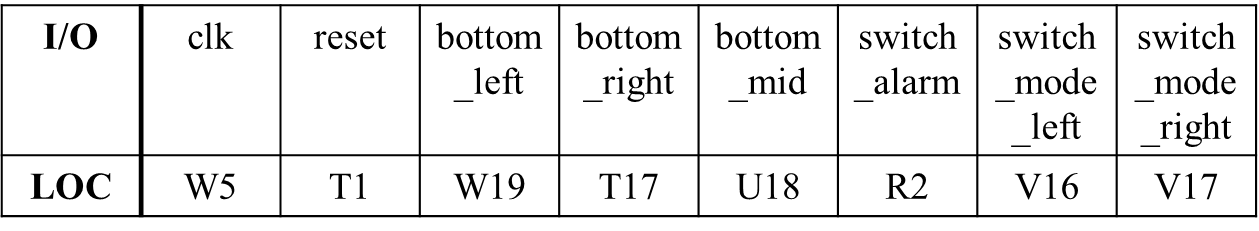 I/O clk reset bottom bottom bottom switch switch switch
_left _right _mid _alarm _mode _mode
_left _right
LOC W5 T1 W19 T17 U18 R2 V16 V17